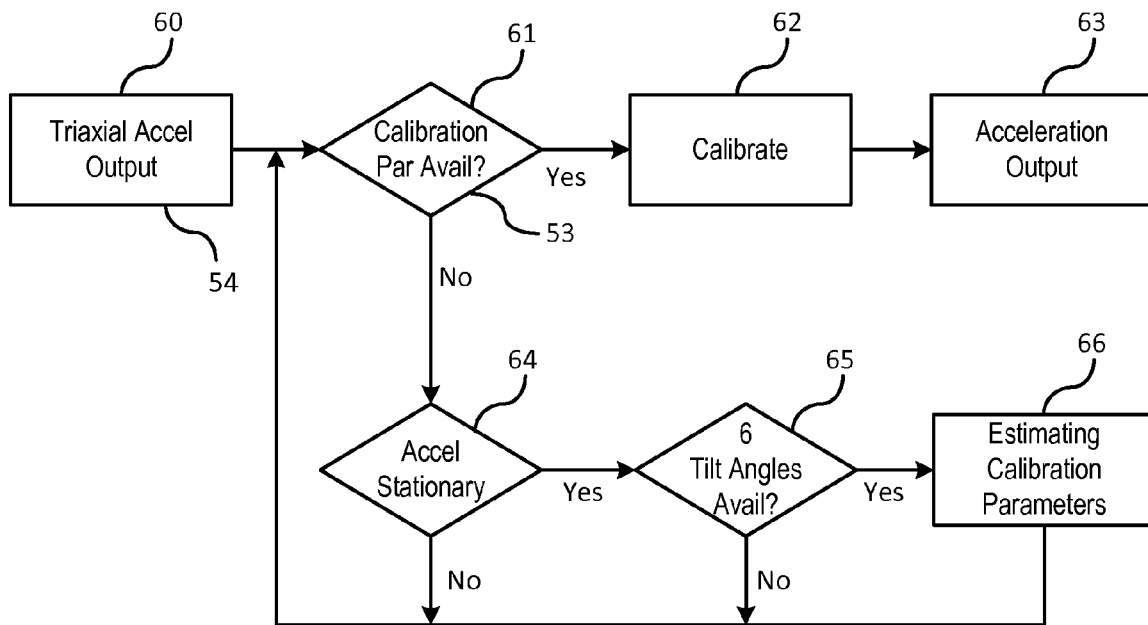 60
61
62
63
Triaxial Accel
Output
Calibration
Par Avail?
Calibrate
Acceleration
Output
Yes
53
54
No
64
65
66
Accel
Stationary
Yes
6
Tilt Angles
Avail?
Yes
Estimating
Calibration
Parameters
No
No